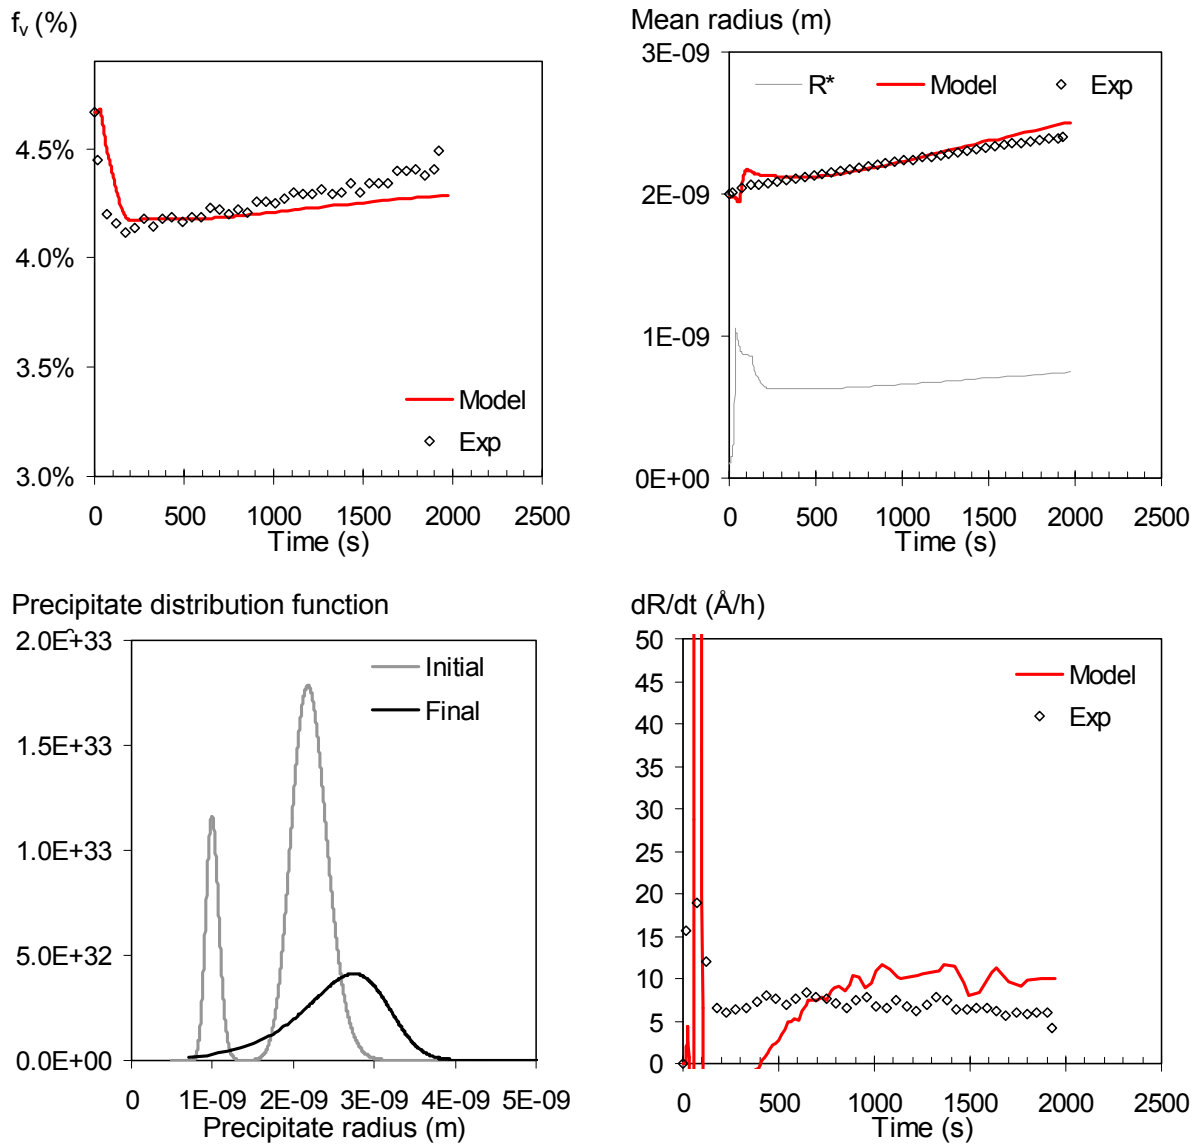 f_v (%)
4.5%
4.0%
3.5%
3.0%
Model
Exp
0 500 1000 1500 2000 2500
Time (s)
Mean radius (m)
3E-09
R* Model Exp
2E-09
1E-09
0E+00
0 500 1000 1500 2000 2500
Time (s)
Precipitate distribution function
2.0E+33
Initial
Final
1.5E+33
1.0E+33
5.0E+32
0.0E+00
0 1E-09 2E-09 3E-09 4E-09 5E-09
Precipitate radius (m)
dR/dt (Å/h)
50
45
40
35
30
25
20
15
10
5
0
Model
Exp
0 500 1000 1500 2000 2500
Time (s)